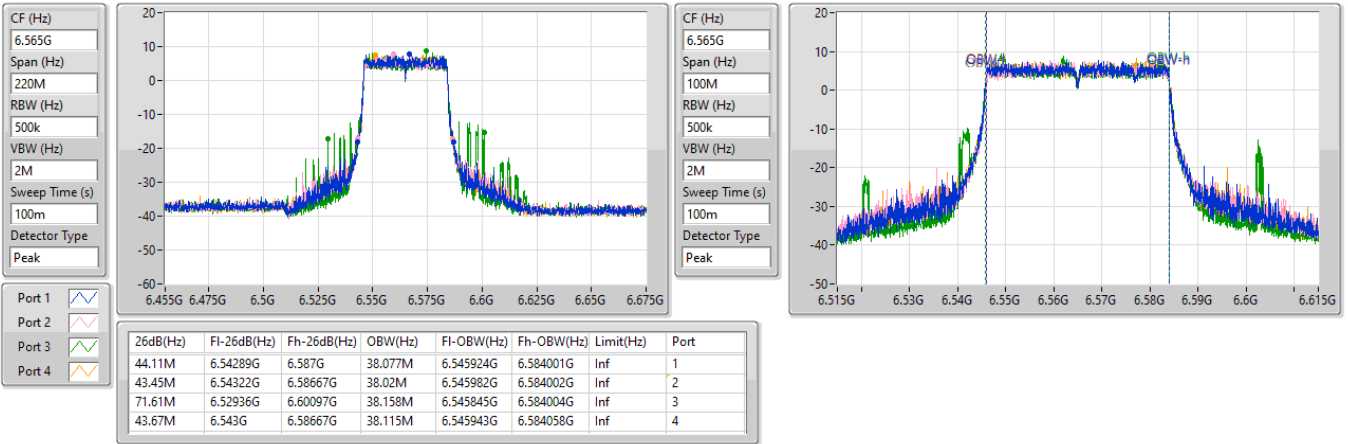 CF (Hz)
6.565G
Span (Hz)
220M
RBW (Hz)
500k
VBW (Hz)
2M
Sweep Time (s)
100m
Detector Type
Peak
20
10
0
-10
-20
-30
-40
-50
-60
6.455G 6.475G 6.5G 6.525G 6.55G 6.575G 6.6G 6.625G 6.65G 6.675G
CF (Hz)
6.565G
Span (Hz)
100M
RBW (Hz)
500k
VBW (Hz)
2M
Sweep Time (s)
100m
Detector Type
Peak
20
10
0
-10
-20
-30
-40
-50
OBW-h
6.515G 6.53G 6.54G 6.55G 6.56G 6.57G 6.58G 6.59G 6.6G 6.615G
Port 1
Port 2
Port 3
Port 4
26dB(Hz) Fl-26dB(Hz) Fh-26dB(Hz) OBW(Hz) Fl-OBW(Hz) Fh-OBW(Hz) Limit(Hz) Port
44.11M 6.54289G 6.587G 38.077M 6.545924G 6.584001G Inf 1
43.45M 6.54322G 6.58667G 38.02M 6.545982G 6.584002G Inf 2
71.61M 6.52936G 6.60097G 38.158M 6.545845G 6.584004G Inf 3
43.67M 6.543G 6.58667G 38.115M 6.545943G 6.584058G Inf 4